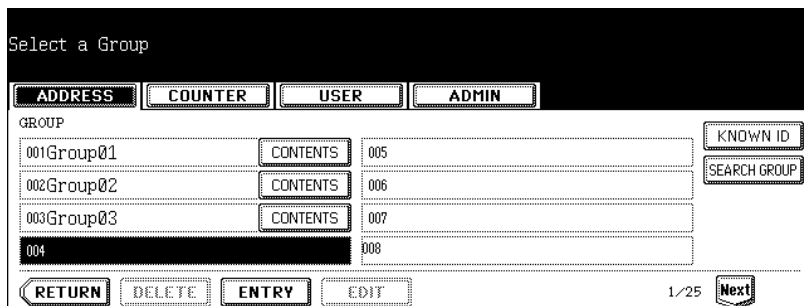 Select a Group
ADDRESS COUNTER USER ADMIN
GROUP
KNOWN ID
001Group01 CONTENTS 005
SEARCH GROUP
002Group02 CONTENTS 006
003Group03 CONTENTS 007
004 008
RETURN DELETE ENTRY EDIT 1/25 Next